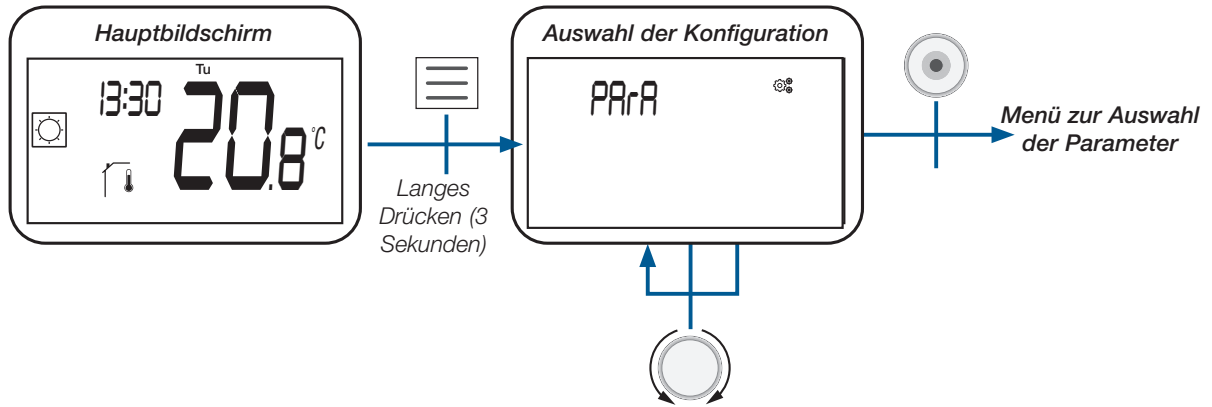 Hauptbildschirm
Tu
13:30
20.8°C
Langes
Drücken (3
Sekunden)
Auswahl der Konfiguration
PArA
Menü zur Auswahl
der Parameter